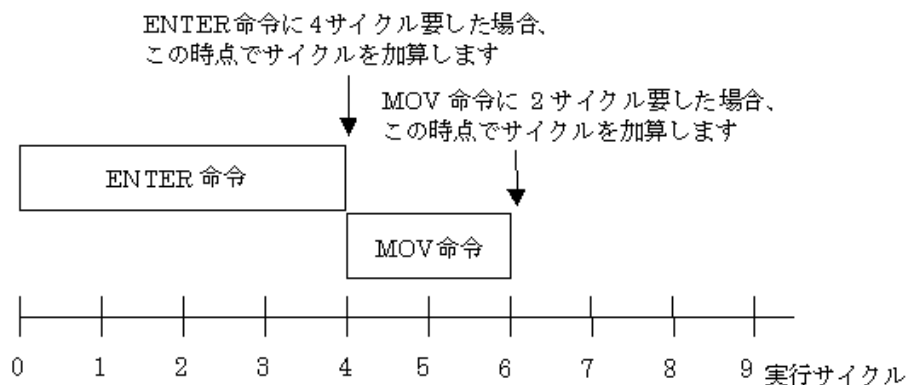 ENTER命令に4サイクル要した場合、
この時点でサイクルを加算します
MOV 命令に 2 サイクル要した場合、
この時点でサイクルを加算します
ENTER 命令
MOV命令
0 1 2 3 4 5 6 7 8 9 実行サイクル